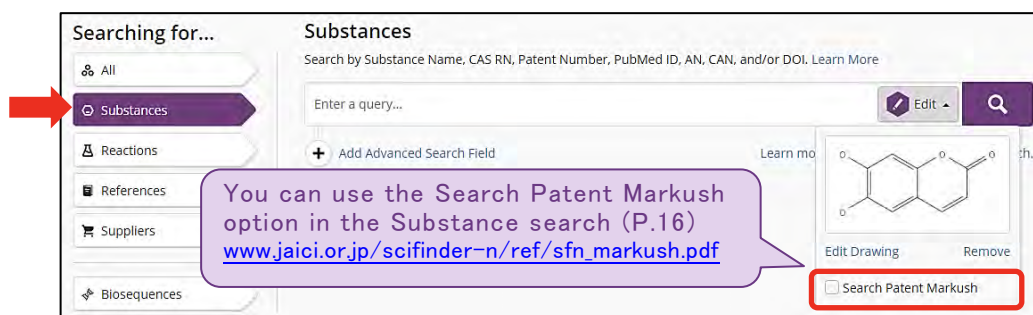 Searching for...
All
Substances
Reactions
References
Suppliers
Biosequences
Substances
Search by Substance Name, CAS RN, Patent Number, PubMed ID, AN, CAN, and/or DOI. Learn More
Enter a query...
Edit
+ Add Advanced Search Field
Learn mo
ch.
You can use the Search Patent Markush
option in the Substance search (P.16)
www.jaici.or.jp/scifinder-n/ref/sfn_markush.pdf
O O O
O
Edit Drawing Remove
Search Patent Markush